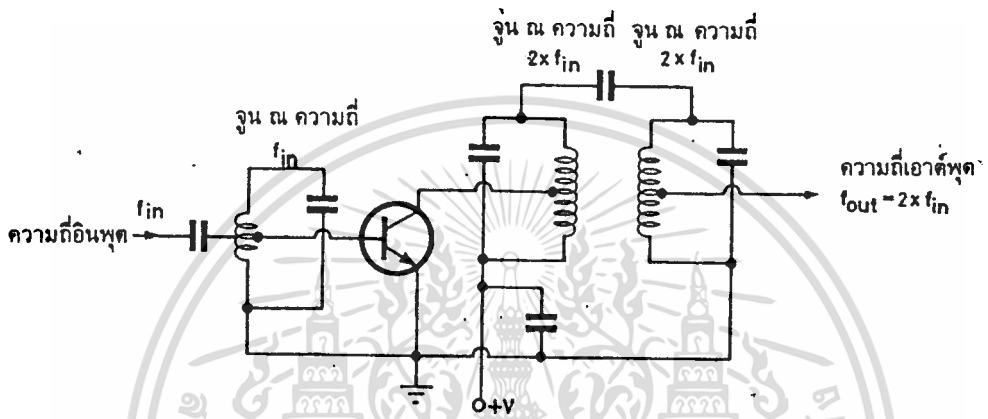 จูน ณ ความถี่
2 x fin
จูน ณ ความถี่
2 x fin
จูน ณ ความถี่
fin
fin
ความถี่อินพุต
ความถี่เอาต์พุต
fout = 2 x fin
+V